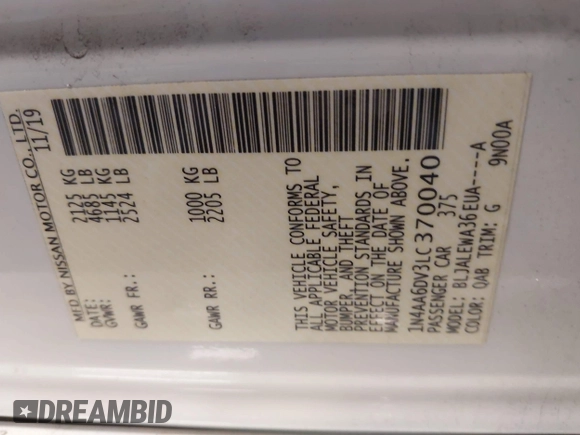 MFD BY NISSAN MOTOR CO., LTD.
11/19
GVWR: 2125 KG
4685 LB
GAWR FR.: 1145 KG
2524 LB
GAWR RR.: 1000 KG
2205 LB
THIS VEHICLE CONFORMS TO
ALL APPLICABLE FEDERAL
MOTOR VEHICLE SAFETY,
BUMPER, AND THEFT
PREVENTION STANDARDS IN
EFFECT ON THE DATE OF
MANUFACTURE SHOWN ABOVE.
1N4AA6DV3LC370040
PASSENGER CAR 375
MODEL: BLJALEWA36EUA----A
COLOR: QAB TRIM: G 9N00A
DREAMBID